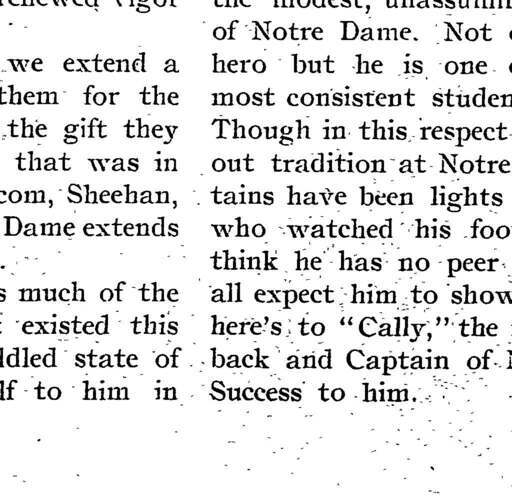 we extend a
them for the
the gift they
that was in
com, Sheehan,
Dame extends
s much of the
existed this
ddled state of
lf to him in
the modest, unassumin
of Notre Dame. Not
hero but he is one
most consistent studen
Though in this respect
out tradition at Notre
tains have been lights
who watched his foo
think he has no peer
all expect him to show
here's to "Cally," the
back and Captain of
Success to him.